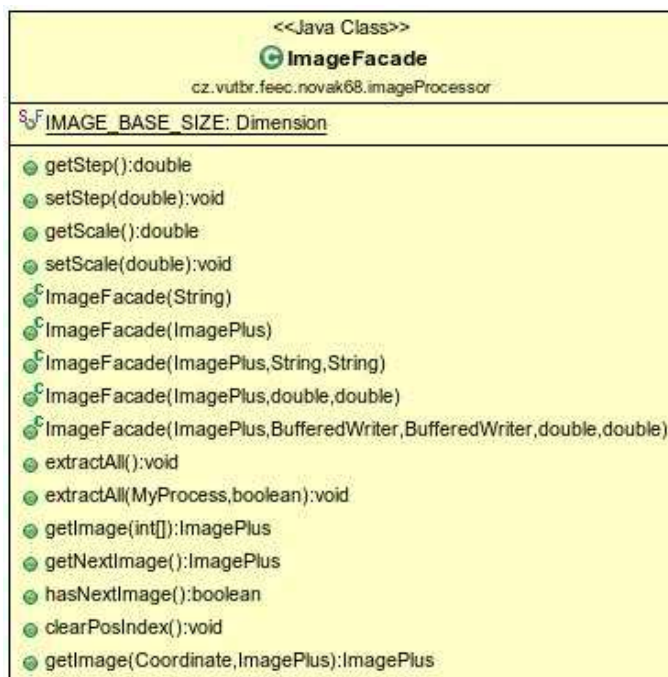 <<Java Class>>
C ImageFacade
cz.vutbr.feec.novak68.imageProcessor
S F IMAGE_BASE_SIZE: Dimension
getStep():double
setStep(double):void
getScale():double
setScale(double):void
C ImageFacade(String)
C ImageFacade(ImagePlus)
C ImageFacade(ImagePlus,String,String)
C ImageFacade(ImagePlus,double,double)
C ImageFacade(ImagePlus,BufferedWriter,BufferedWriter,double,double)
extractAll():void
extractAll(MyProcess,boolean):void
getImage(int[]):ImagePlus
getNextImage():ImagePlus
hasNextImage():boolean
clearPosIndex():void
getImage(Coordinate,ImagePlus):ImagePlus